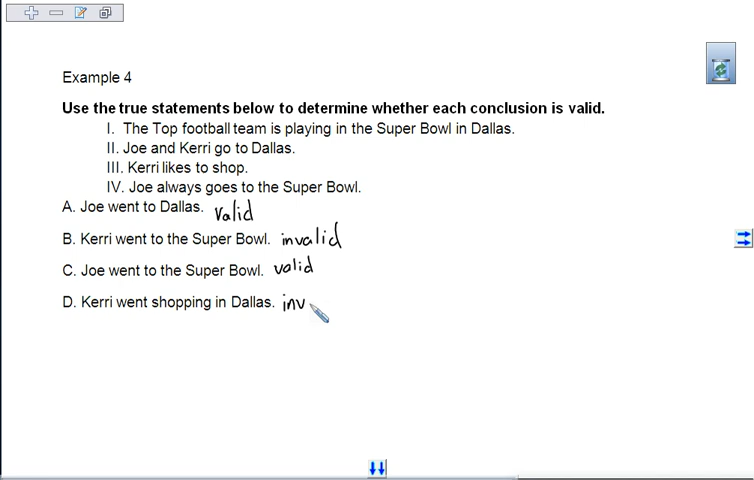 Example 4
Use the true statements below to determine whether each conclusion is valid.
I. The Top football team is playing in the Super Bowl in Dallas.
II. Joe and Kerri go to Dallas.
III. Kerri likes to shop.
IV. Joe always goes to the Super Bowl.
A. Joe went to Dallas. valid
B. Kerri went to the Super Bowl. invalid
C. Joe went to the Super Bowl. valid
D. Kerri went shopping in Dallas. inv